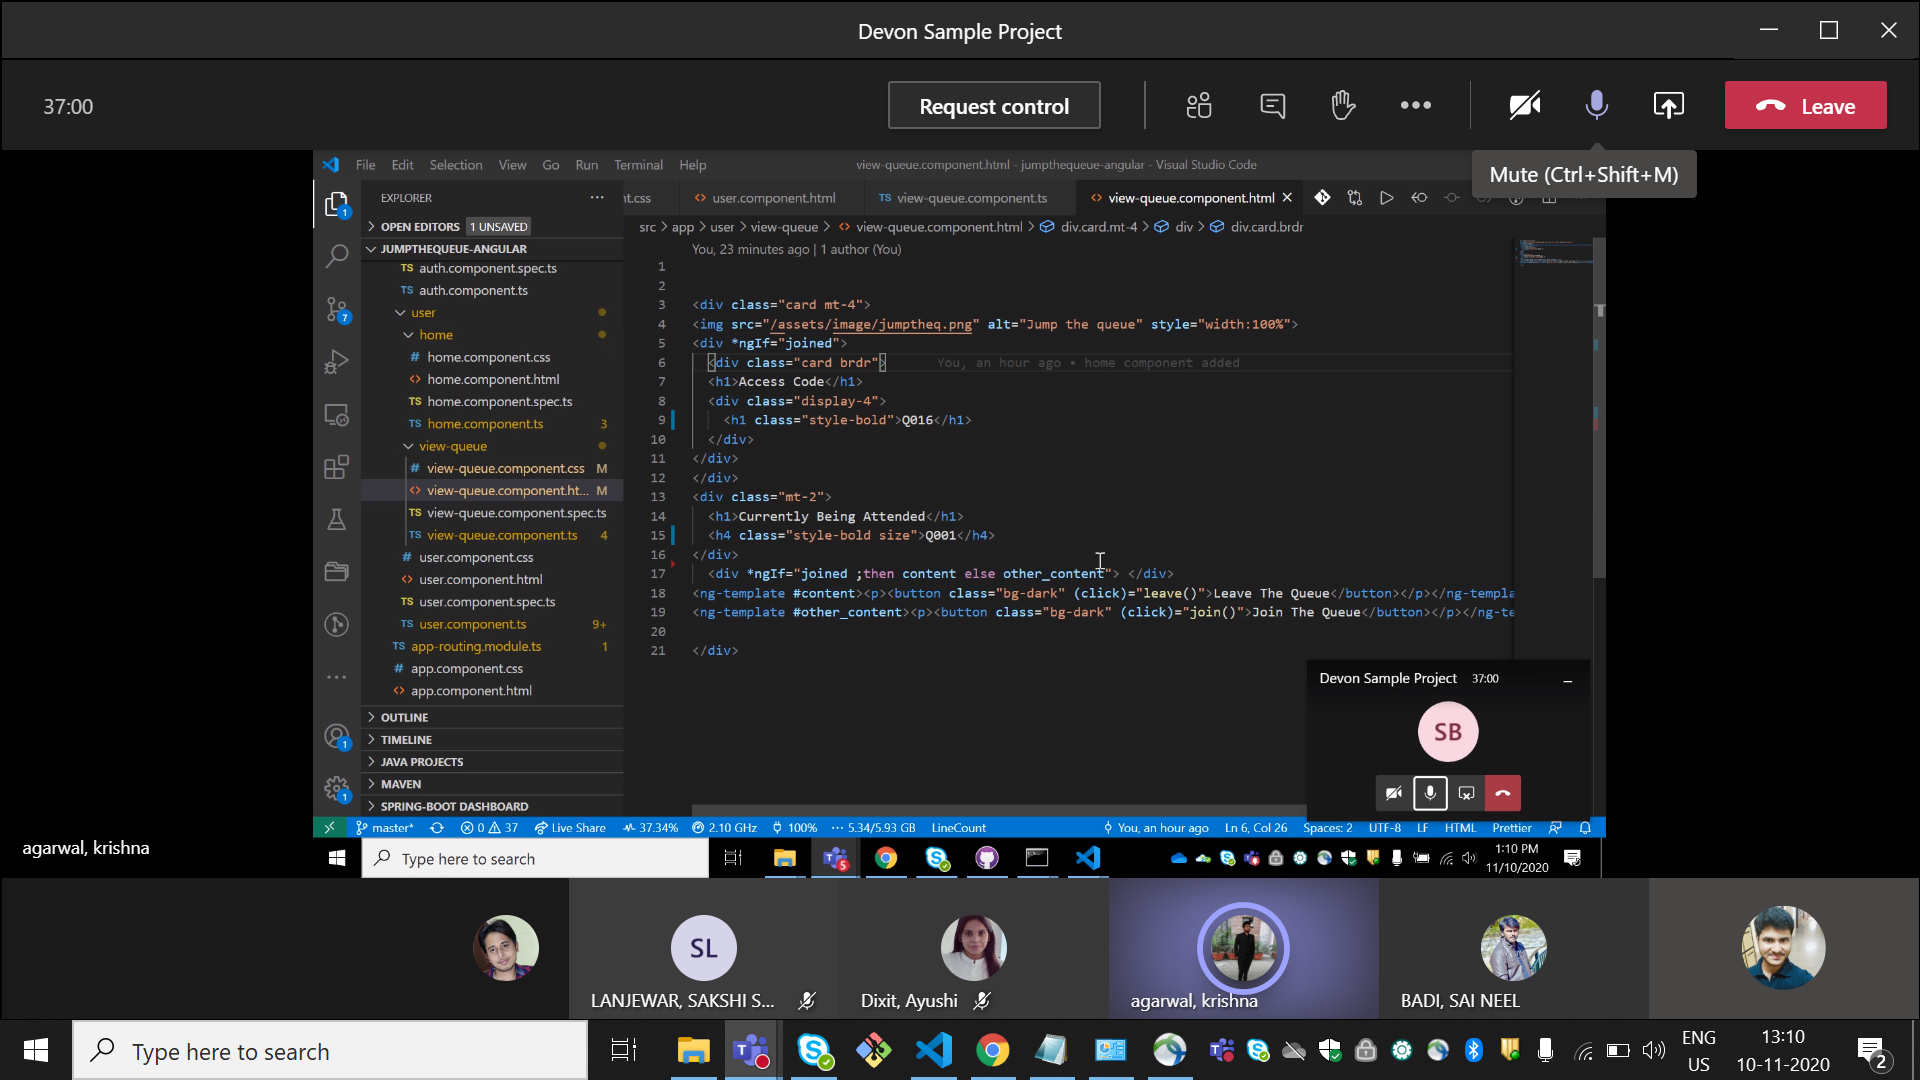 Devon Sample Project
37:00
Request control
Leave
Mute (Ctrl+Shift+M)
File Edit Selection View Go Run Terminal Help
view-queue.component.html - jumpthequeue-angular - Visual Studio Code
EXPLORER
nt.css
user.component.html
TS view-queue.component.ts
view-queue.component.html
OPEN EDITORS 1 UNSAVED
src > app > user > view-queue > view-queue.component.html > div.card.mt-4 > div > div.card.brdr
JUMPTHEQUEUE-ANGULAR
TS auth.component.spec.ts
TS auth.component.ts
user
home
# home.component.css
home.component.html
TS home.component.spec.ts
TS home.component.ts 3
view-queue
# view-queue.component.css M
view-queue.component.ht... M
TS view-queue.component.spec.ts
TS view-queue.component.ts 4
# user.component.css
user.component.html
TS user.component.spec.ts
TS user.component.ts 9+
TS app-routing.module.ts 1
# app.component.css
app.component.html
OUTLINE
TIMELINE
JAVA PROJECTS
MAVEN
SPRING-BOOT DASHBOARD
1
7
1
1
You, 23 minutes ago | 1 author (You)
1
2
3 <div class="card mt-4">
4 <img src="/assets/image/jumptheq.png" alt="Jump the queue" style="width:100%">
5 <div *ngIf="joined">
6 <div class="card brdr"> You, an hour ago • home component added
7 <h1>Access Code</h1>
8 <div class="display-4">
9 <h1 class="style-bold">Q016</h1>
10 </div>
11 </div>
12 </div>
13 <div class="mt-2">
14 <h1>Currently Being Attended</h1>
15 <h4 class="style-bold size">Q001</h4>
16 </div>
17 <div *ngIf="joined ;then content else other_content"> </div>
18 <ng-template #content><p><button class="bg-dark" (click)="leave()">Leave The Queue</button></p></ng-templa
19 <ng-template #other_content><p><button class="bg-dark" (click)="join()">Join The Queue</button></p></ng-te
20
21 </div>
Devon Sample Project 37:00
SB
master* 0 37 Live Share 37.34% 2.10 GHz 100% 5.34/5.93 GB LineCount You, an hour ago Ln 6, Col 26 Spaces: 2 UTF-8 LF HTML Prettier
agarwal, krishna
Type here to search
5
1:10 PM
11/10/2020
SL
LANJEWAR, SAKSHI S...
Dixit, Ayushi
agarwal, krishna
BADI, SAI NEEL
Type here to search
ENG
US
13:10
10-11-2020
2